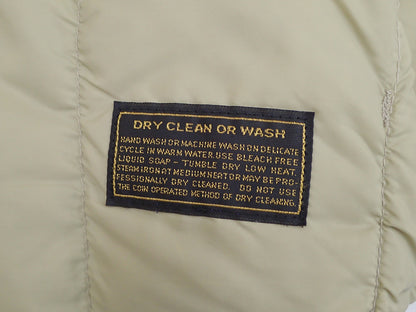 DRY CLEAN OR WASH
HAND WASH OR MACHINE WASH ON DELICATE
CYCLE IN WARM WATER. USE BLEACH FREE
LIQUID SOAP - TUMBLE DRY LOW HEAT.
STEAM IRON AT MEDIUM HEAT OR MAY BE PRO-
FESSIONALLY DRY CLEANED. DO NOT USE
THE COIN OPERATED METHOD OF DRY CLEANING.